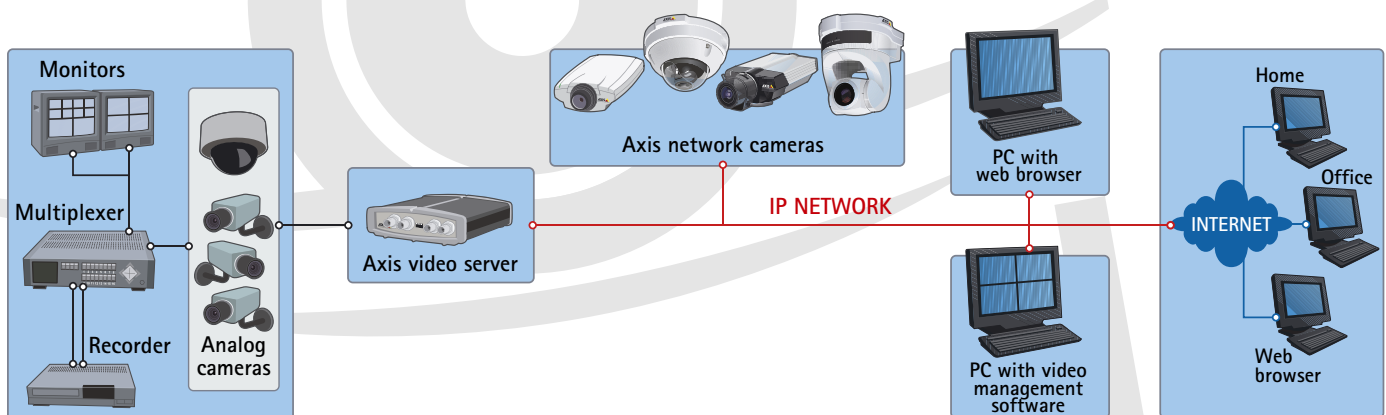 Monitors
Multiplexer
Recorder
Analog
cameras
Axis video server
Axis network cameras
IP NETWORK
PC with
web browser
PC with video
management
software
INTERNET
Home
Office
Web
browser